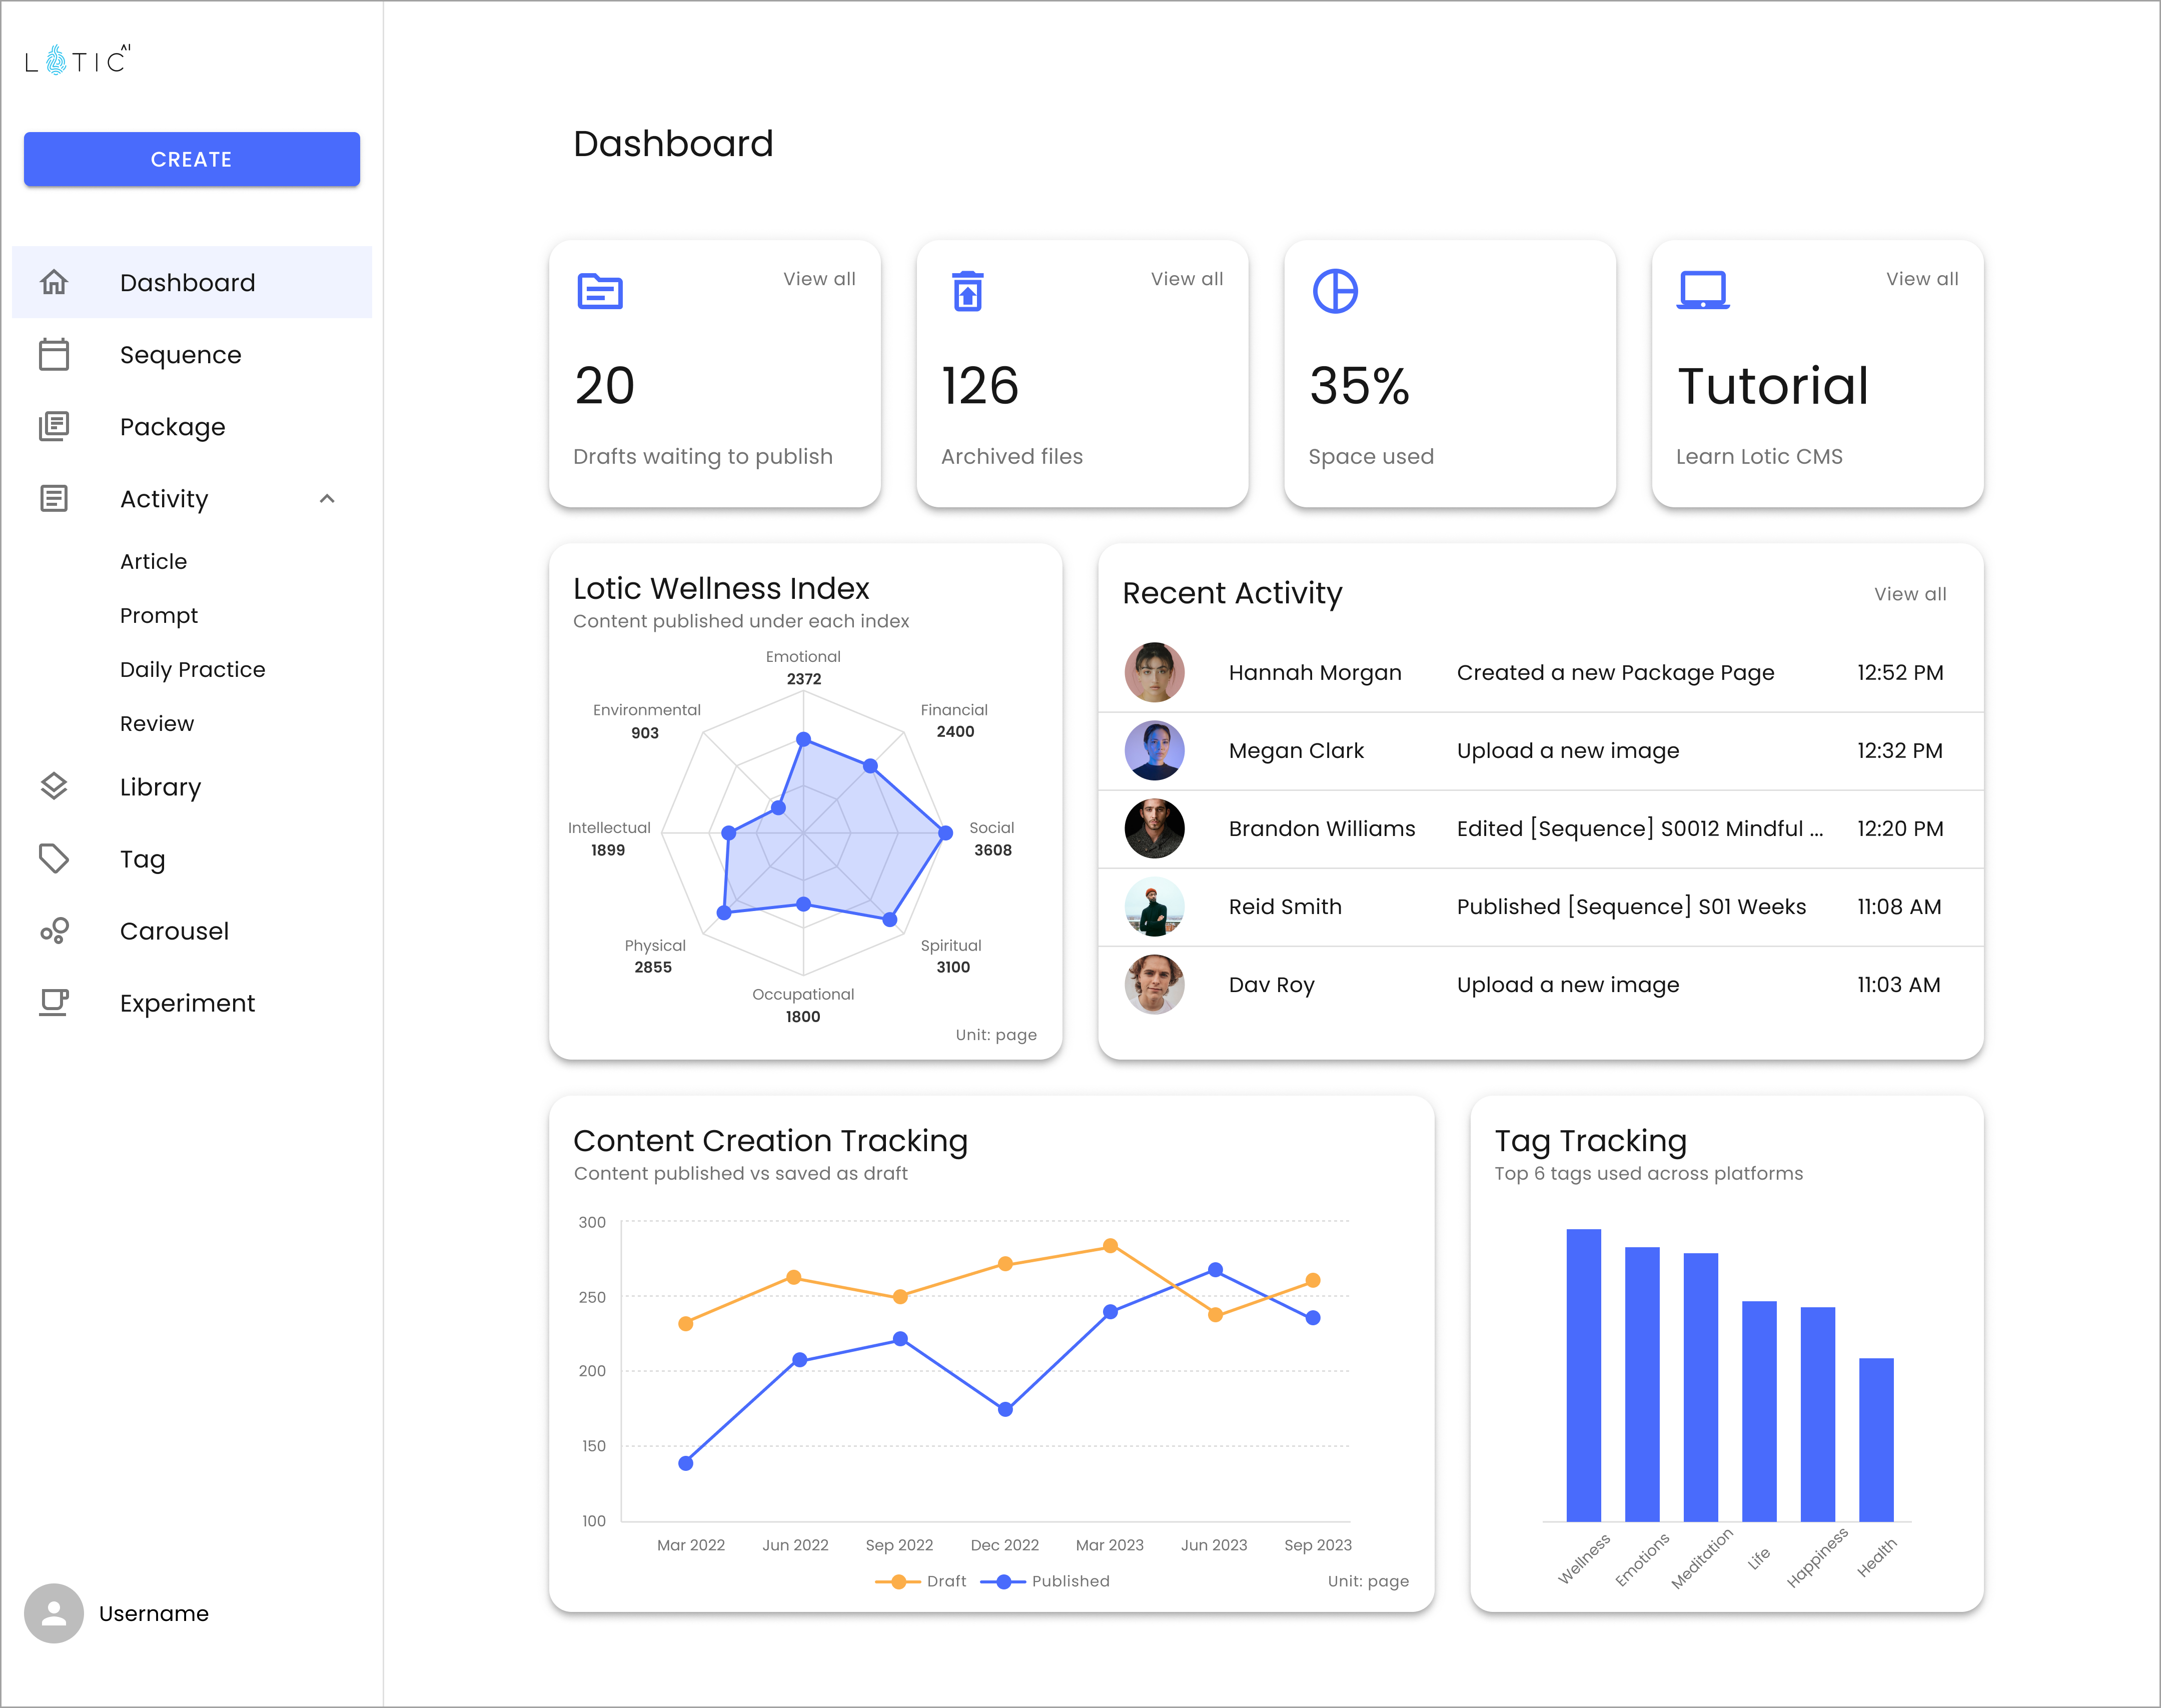 LOTIC AI
CREATE
Dashboard
Sequence
Package
Activity
Article
Prompt
Daily Practice
Review
Library
Tag
Carousel
Experiment
Username
Dashboard
View all
20
Drafts waiting to publish
View all
126
Archived files
35%
Space used
View all
Tutorial
Learn Lotic CMS
Lotic Wellness Index
Content published under each index
Emotional
2372
Financial
2400
Social
3608
Spiritual
3100
Occupational
1800
Physical
2855
Intellectual
1899
Environmental
903
Unit: page
Recent Activity
View all
Hannah Morgan Created a new Package Page 12:52 PM
Megan Clark Upload a new image 12:32 PM
Brandon Williams Edited [Sequence] S0012 Mindful ... 12:20 PM
Reid Smith Published [Sequence] S01 Weeks 11:08 AM
Dav Roy Upload a new image 11:03 AM
Content Creation Tracking
Content published vs saved as draft
300
250
200
150
100
Mar 2022 Jun 2022 Sep 2022 Dec 2022 Mar 2023 Jun 2023 Sep 2023
Draft Published Unit: page
Tag Tracking
Top 6 tags used across platforms
Wellness
Emotions
Meditation
Life
Happiness
Health